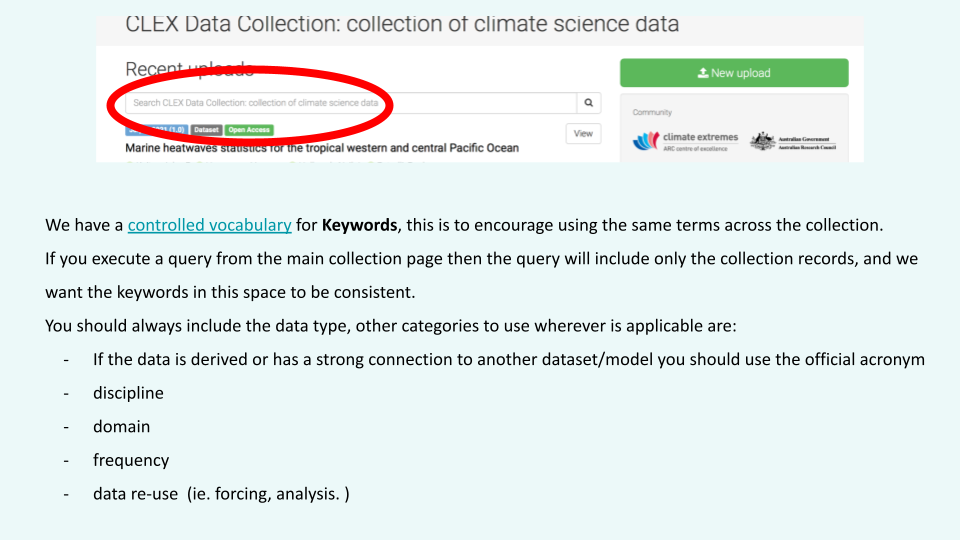 CLEX Data Collection: collection of climate science data
Recent uploads
New upload
Search CLEX Data Collection: collection of climate science data
Community
2021 (1.0) Dataset Open Access
View
climate extremes
ARC centre of excellence
Australian Government
Australian Research Council
Marine heatwaves statistics for the tropical western and central Pacific Ocean
We have a controlled vocabulary for Keywords, this is to encourage using the same terms across the collection.
If you execute a query from the main collection page then the query will include only the collection records, and we
want the keywords in this space to be consistent.
You should always include the data type, other categories to use wherever is applicable are:
- If the data is derived or has a strong connection to another dataset/model you should use the official acronym
- discipline
- domain
- frequency
- data re-use (ie. forcing, analysis. )